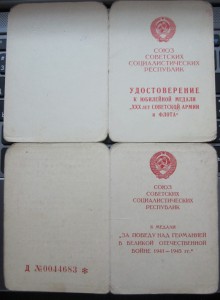 СОЮЗ
СОВЕТСКИХ
СОЦИАЛИСТИЧЕСКИХ
РЕСПУБЛИК
УДОСТОВЕРЕНИЕ
К ЮБИЛЕЙНОЙ МЕДАЛИ
„XXX ЛЕТ СОВЕТСКОЙ АРМИИ
И ФЛОТА“
СОЮЗ
СОВЕТСКИХ
СОЦИАЛИСТИЧЕСКИХ
РЕСПУБЛИК
К МЕДАЛИ
„ЗА ПОБЕДУ НАД ГЕРМАНИЕЙ
В ВЕЛИКОЙ ОТЕЧЕСТВЕННОЙ
ВОЙНЕ 1941–1945 гг.“
Д №0044683 ✻